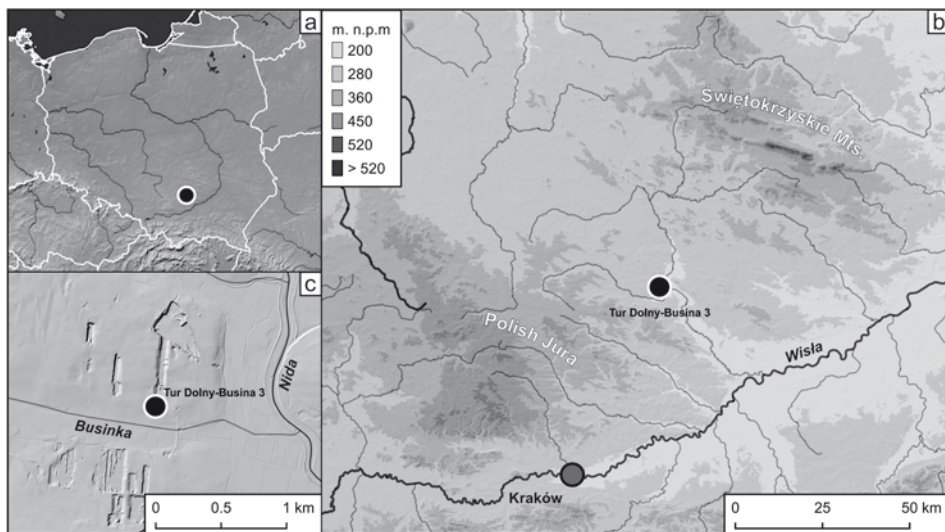 a
m. n.p.m
200
280
360
450
520
> 520
b
Świętokrzyskie Mts.
Tur Dolny-Busina 3
Polish Jura
Wisła
Kraków
0 25 50 km
c
Tur Dolny-Busina 3
Nida
Businka
0 0.5 1 km